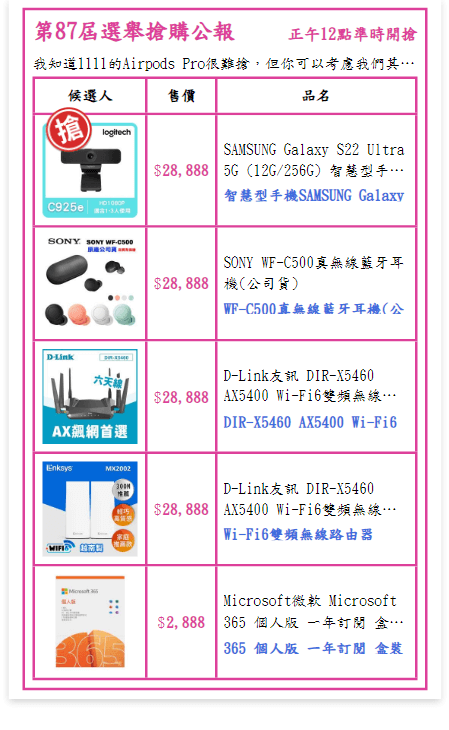 第87屆選舉搶購公報 正午12點準時開搶
我知道1111的Airpods Pro很難搶，但你可以考慮我們其…
候選人 售價 品名
搶
logitech
C925e
HD1080P
$28,888
SAMSUNG Galaxy S22 Ultra
5G (12G/256G) 智慧型手…
智慧型手機SAMSUNG Galaxy
SONY SONY WF-C500
$28,888
SONY WF-C500真無線藍牙耳
機(公司貨)
WF-C500真無線藍牙耳機(公
D-Link DIR-X5460
六天線
AX飆網首選
$28,888
D-Link友訊 DIR-X5460
AX5400 Wi-Fi6雙頻無線…
DIR-X5460 AX5400 Wi-Fi6
Linksys MX2002
300M
推薦
輕巧
家庭
WIFI6
$28,888
D-Link友訊 DIR-X5460
AX5400 Wi-Fi6雙頻無線…
Wi-Fi6雙頻無線路由器
Microsoft 365
個人版
365
$2,888
Microsoft微軟 Microsoft
365 個人版 一年訂閱 盒…
365 個人版 一年訂閱 盒裝